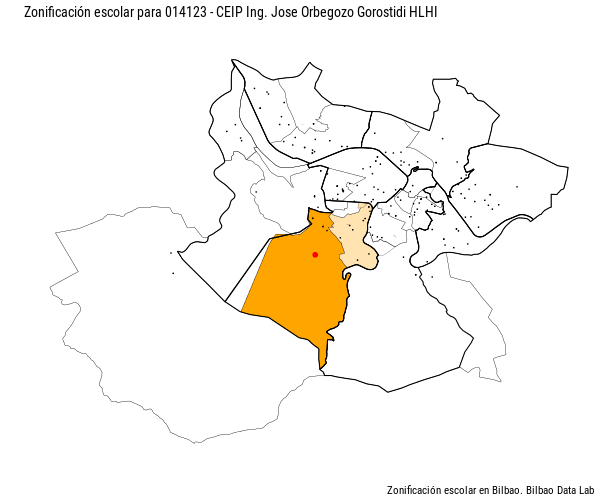 Zonificación escolar para 014123 - CEIP Ing. Jose Orbegozo Gorostidi HLHI
Zonificación escolar en Bilbao. Bilbao Data Lab